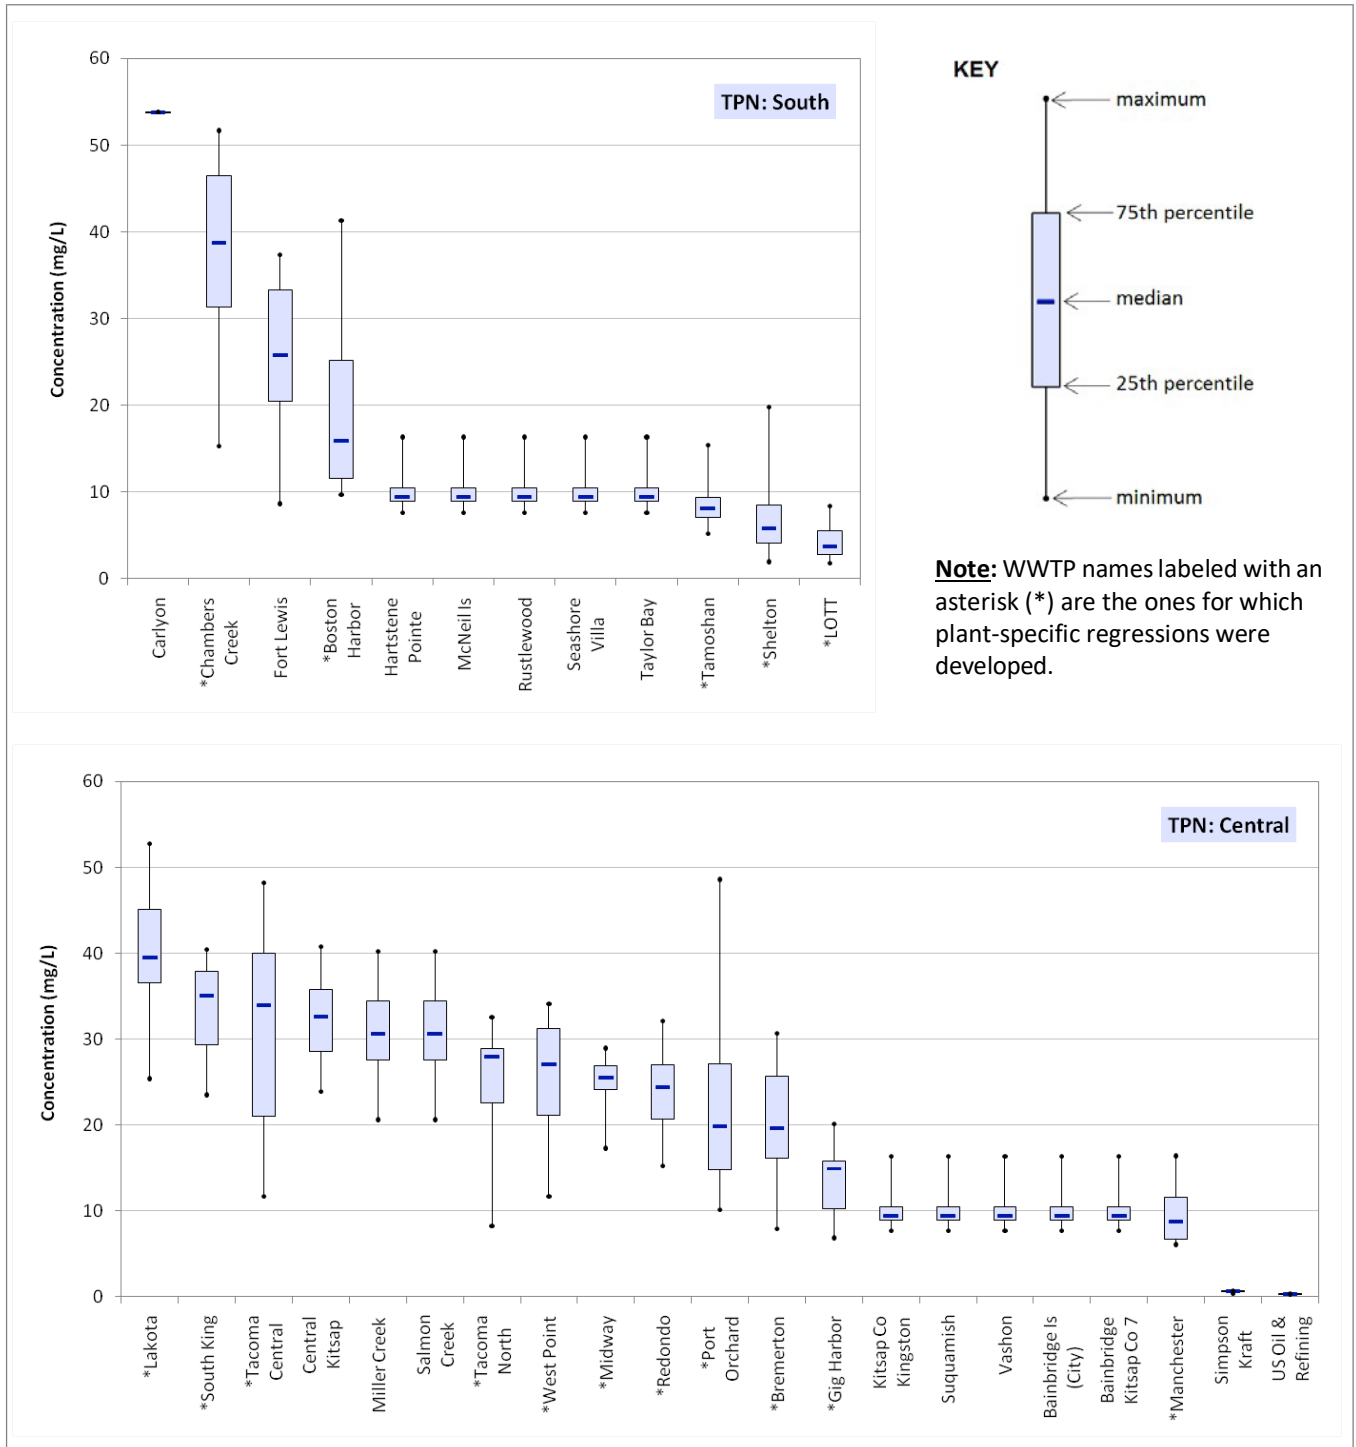 TPN: South
60
50
40
30
20
10
0
Concentration (mg/L)
Carlyon
*Chambers
Creek
Fort Lewis
*Boston
Harbor
Hartstene
Pointe
McNeil Is
Rustlewood
Seashore
Villa
Taylor Bay
*Tamoshan
*Shelton
*LOTT
KEY
maximum
75th percentile
median
25th percentile
minimum
Note: WWTP names labeled with an
asterisk (*) are the ones for which
plant-specific regressions were
developed.
TPN: Central
60
50
40
30
20
10
0
Concentration (mg/L)
*Lakota
*South King
*Tacoma
Central
Central
Kitsap
Miller Creek
Salmon
Creek
*Tacoma
North
*West Point
*Midway
*Redondo
*Port
Orchard
*Bremerton
*Gig Harbor
Kitsap Co
Kingston
Suquamish
Vashon
Bainbridge Is
(City)
Bainbridge
Kitsap Co 7
*Manchester
Simpson
Kraft
US Oil &
Refining